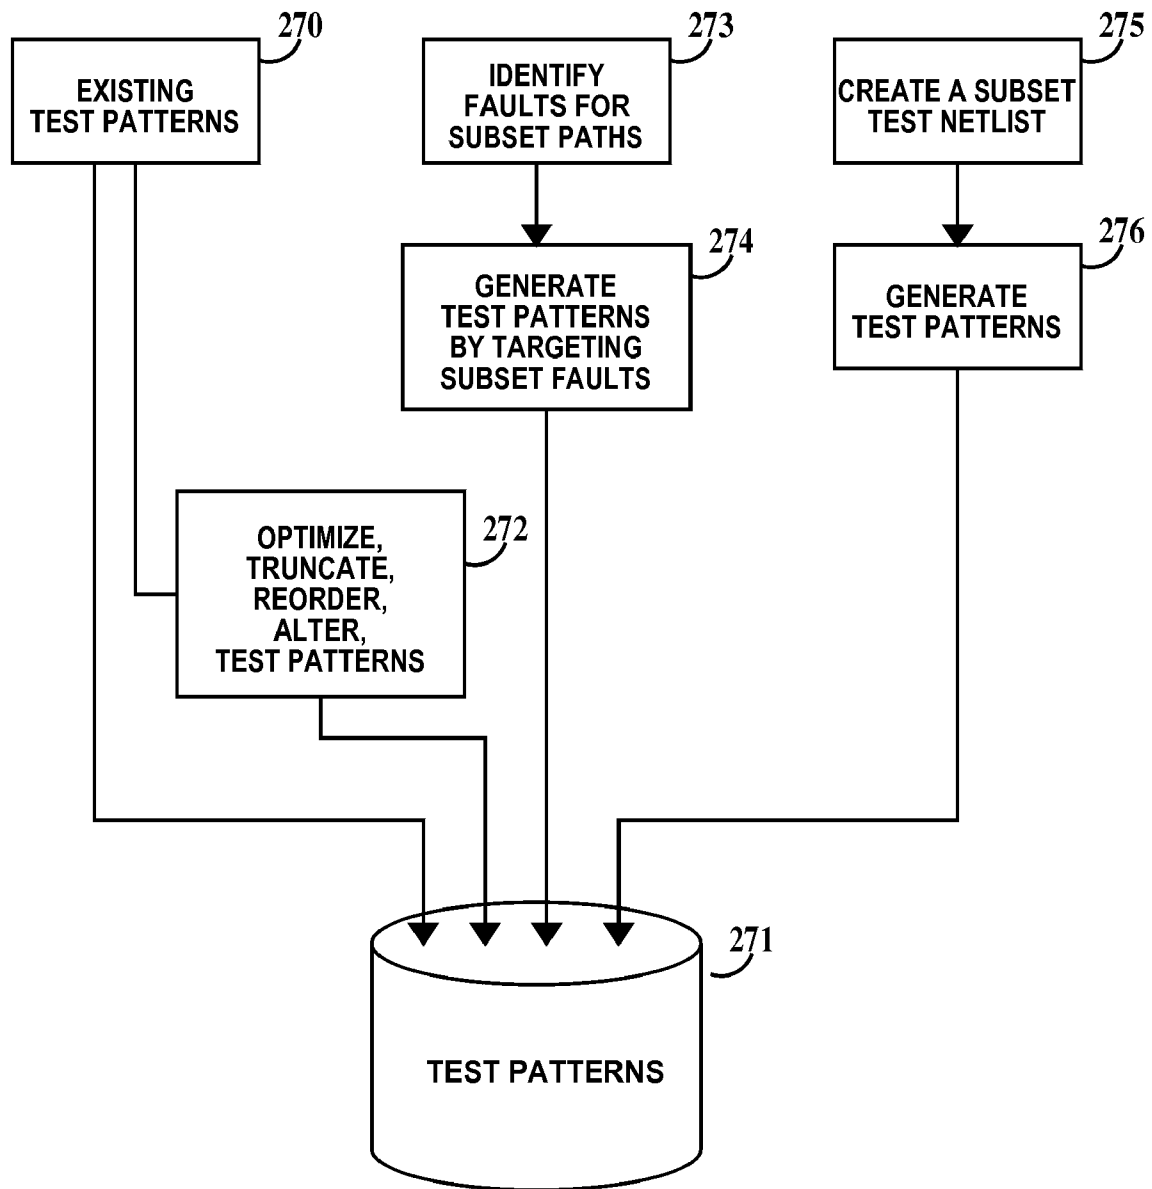 270
EXISTING
TEST PATTERNS
273
IDENTIFY
FAULTS FOR
SUBSET PATHS
275
CREATE A SUBSET
TEST NETLIST
274
GENERATE
TEST PATTERNS
BY TARGETING
SUBSET FAULTS
276
GENERATE
TEST PATTERNS
272
OPTIMIZE,
TRUNCATE,
REORDER,
ALTER,
TEST PATTERNS
271
TEST PATTERNS